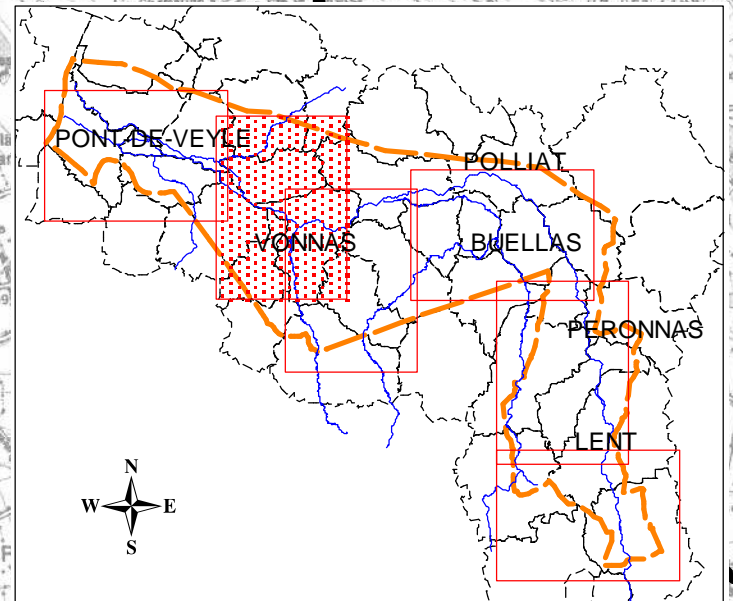 PONT-DE-VEYLE
POLLIAT
VONNAS
BUELLAS
PERONNAS
LENT
N
W E
S